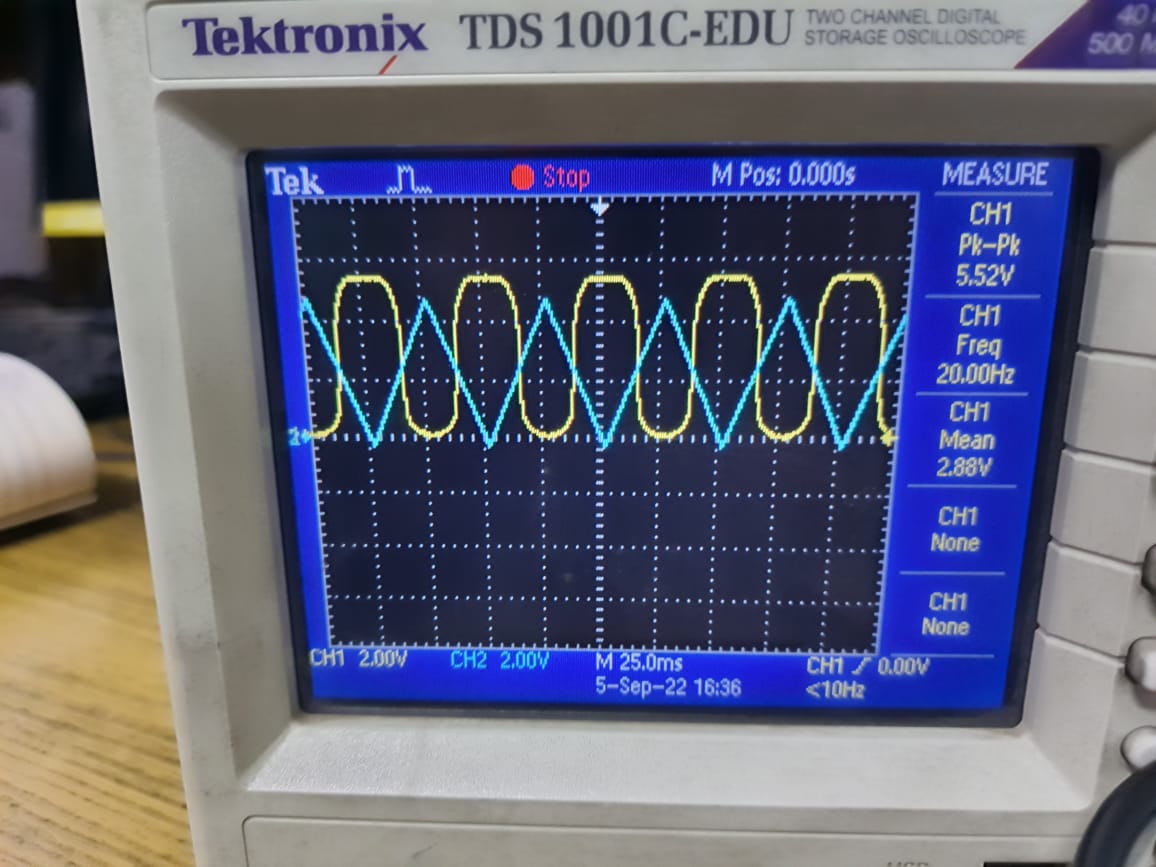 Tektronix TDS 1001C-EDU TWO CHANNEL DIGITAL
STORAGE OSCILLOSCOPE
40
500 M
Tek Stop M Pos: 0.000s MEASURE
CH1
Pk-Pk
5.52V
CH1
Freq
20.00Hz
CH1
Mean
2.88V
CH1
None
CH1
None
CH1 2.00V CH2 2.00V M 25.0ms CH1 0.00V
5-Sep-22 16:36 <10Hz